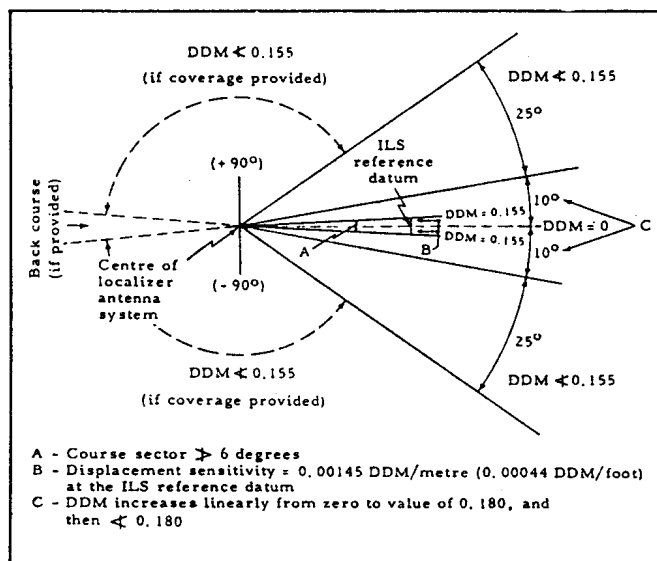 DDM ≮ 0.155
(if coverage provided)
DDM ≮ 0.155
25°
ILS
reference
datum
(+90°)
10°
DDM = 0.155
DDM = 0
C
DDM = 0.155
10°
A
B
Back course
(if provided)
Centre of
localizer
antenna
system
(-90°)
25°
DDM ≮ 0.155
DDM ≮ 0.155
(if coverage provided)
A - Course sector ≯ 6 degrees
B - Displacement sensitivity = 0.00145 DDM/metre (0.00044 DDM/foot)
at the ILS reference datum
C - DDM increases linearly from zero to value of 0.180, and
then ≮ 0.180